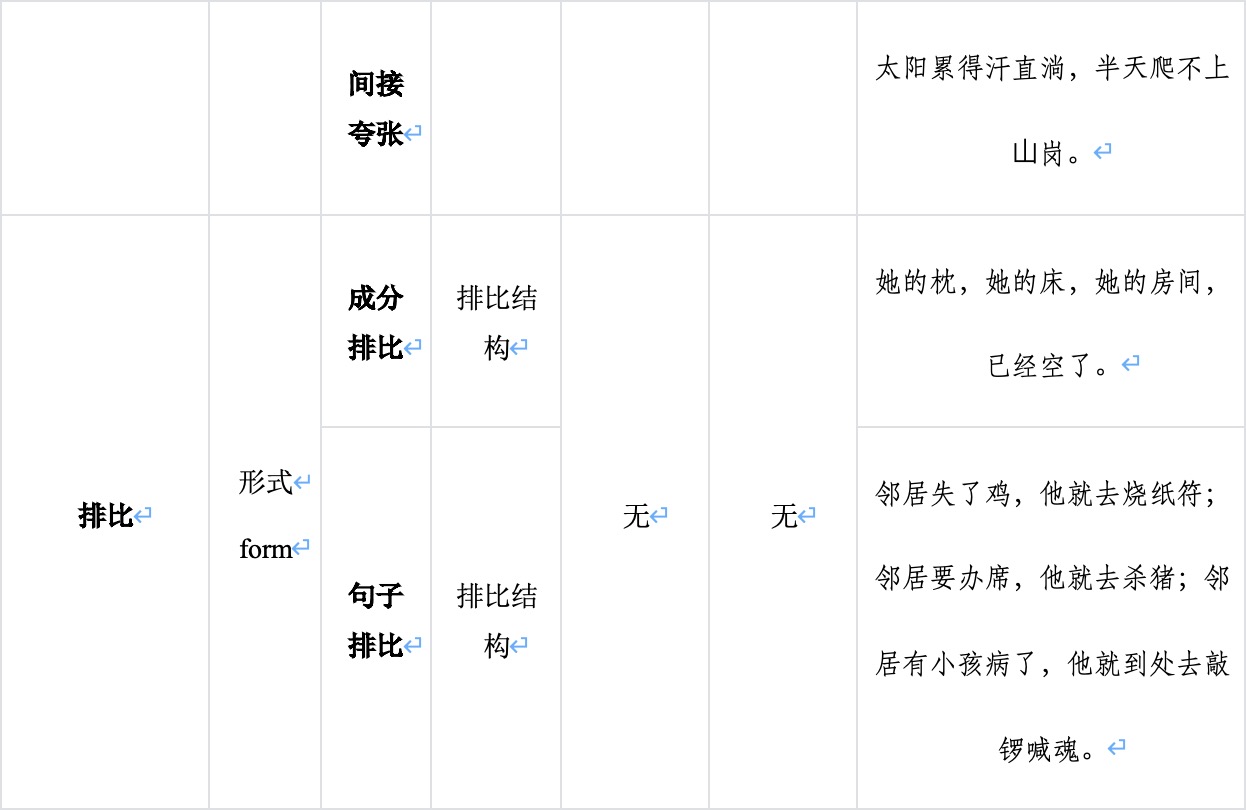 间接
夸张
太阳累得汗直淌，半天爬不上
山岗。
排比
形式
form
成分
排比
排比结
构
无
无
她的枕，她的床，她的房间，
已经空了。
句子
排比
排比结
构
邻居失了鸡，他就去烧纸符；
邻居要办席，他就去杀猪；邻
居有小孩病了，他就到处去敲
锣喊魂。